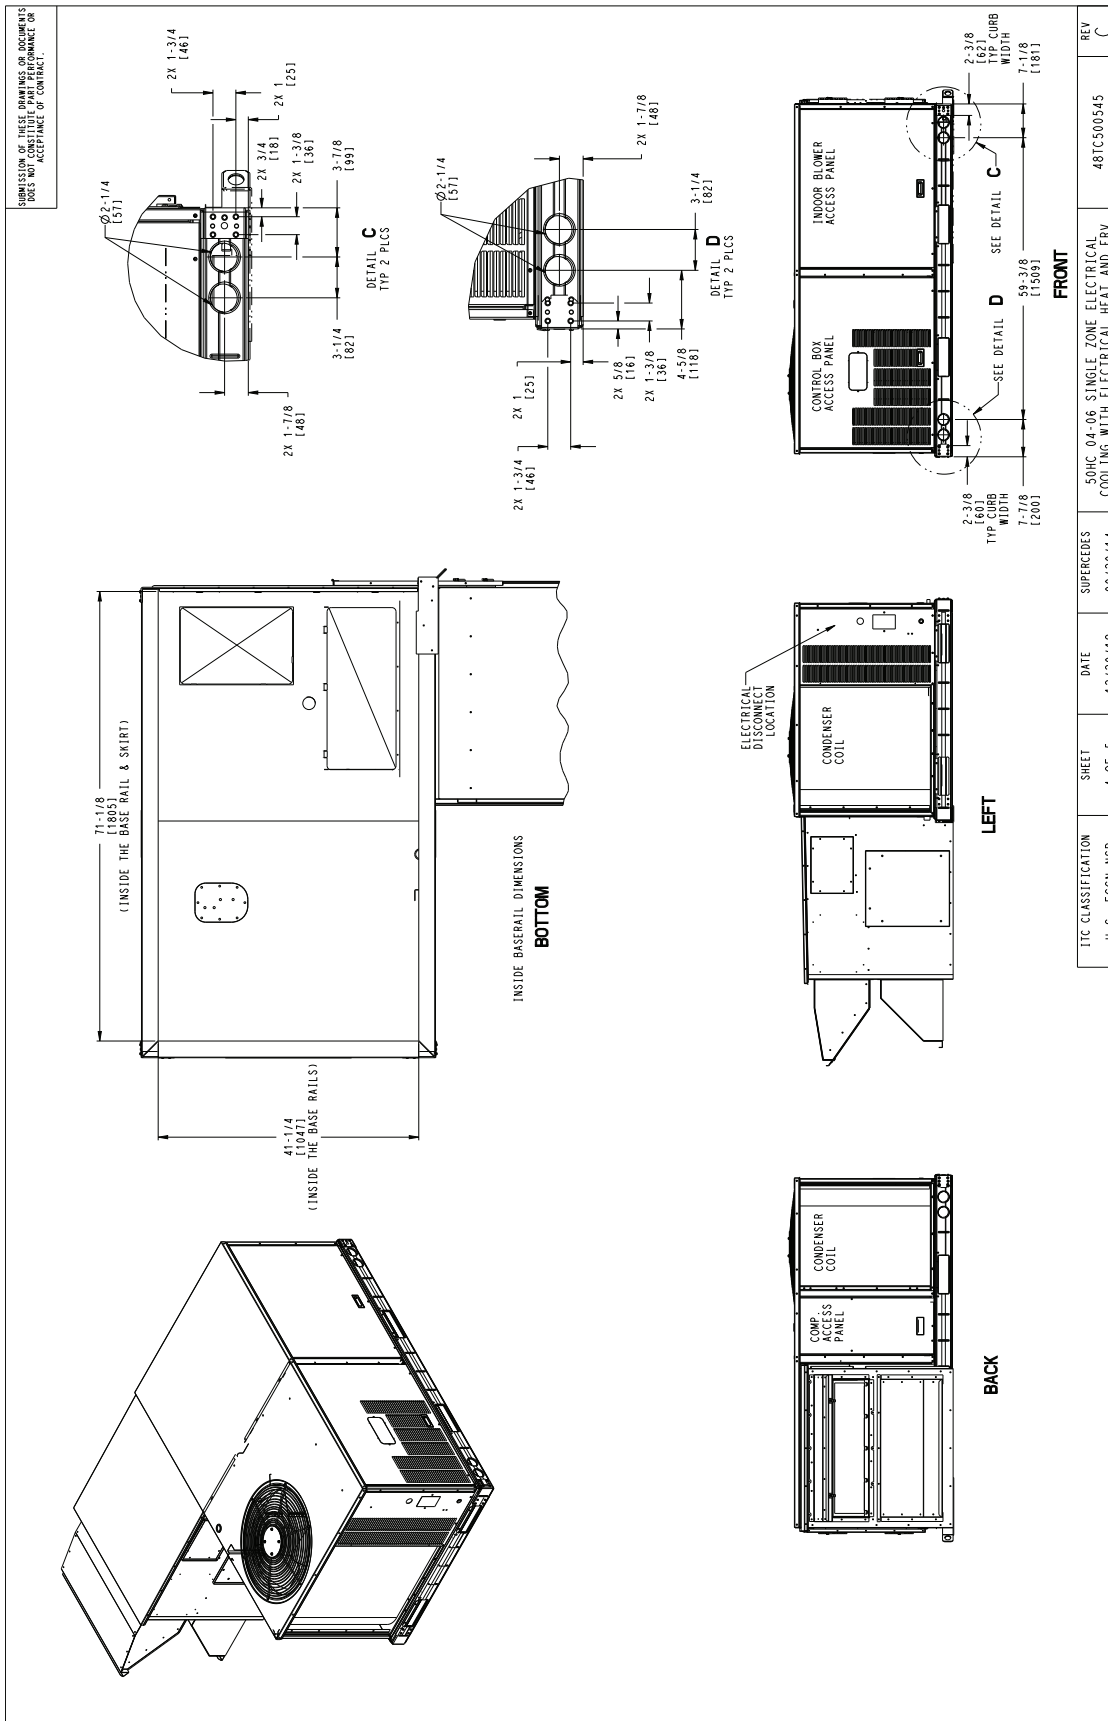 SUBMISSION OF THESE DRAWINGS OR DOCUMENTS
DOES NOT CONSTITUTE PART PERFORMANCE OR
ACCEPTANCE OF CONTRACT.
71-1/8
[1805]
(INSIDE THE BASE RAIL & SKIRT)
41-1/4
[1047]
(INSIDE THE BASE RAILS)
INSIDE BASERAIL DIMENSIONS
BOTTOM
Ø2-1/4
[57]
2X 1-3/4
[46]
2X 1
[25]
2X 3/4
[18]
2X 1-3/8
[36]
3-7/8
[99]
3-1/4
[82]
2X 1-7/8
[48]
DETAIL C
TYP 2 PLCS
Ø2-1/4
[57]
2X 1-7/8
[48]
3-1/4
[82]
2X 1
[25]
2X 1-3/4
[46]
2X 5/8
[16]
2X 1-3/8
[36]
4-5/8
[118]
DETAIL D
TYP 2 PLCS
COMP.
ACCESS
PANEL
CONDENSER
COIL
BACK
ELECTRICAL
DISCONNECT
LOCATION
CONDENSER
COIL
LEFT
CONTROL BOX
ACCESS PANEL
INDOOR BLOWER
ACCESS PANEL
2-3/8
[60]
TYP CURB
WIDTH
7-7/8
[200]
SEE DETAIL D
SEE DETAIL C
59-3/8
[1509]
2-3/8
[62]
TYP CURB
WIDTH
7-1/8
[181]
FRONT
ITC CLASSIFICATION
SHEET
DATE
SUPERCEDES
50HC 04-06 SINGLE ZONE ELECTRICAL
COOLING WITH ELECTRICAL HEAT AND ERV
48TC500545
REV
C